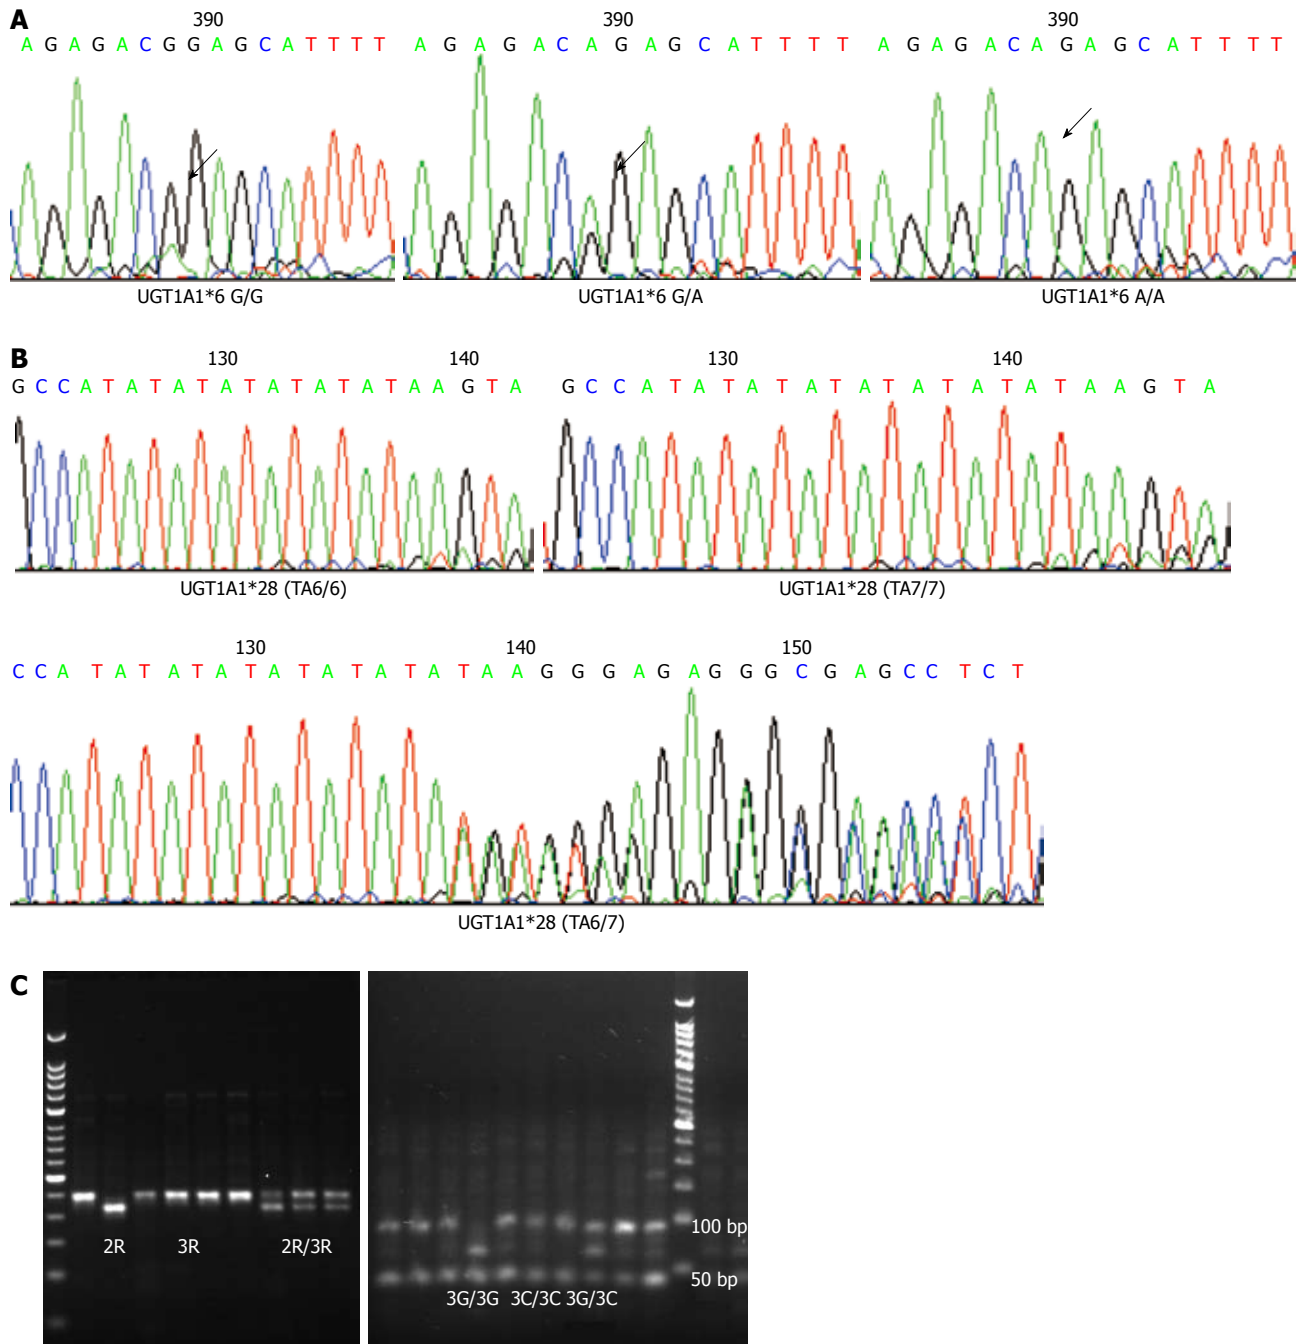 A
390 390 390
A G A G A C G G A G C A T T T T A G A G A C A G A G C A T T T T A G A G A C A G A G C A T T T T
UGT1A1*6 G/G UGT1A1*6 G/A UGT1A1*6 A/A
B
130 140 130 140
G C C A T A T A T A T A T A T A T A A G T A G C C A T A T A T A T A T A T A T A T A A G T A
UGT1A1*28 (TA6/6) UGT1A1*28 (TA7/7)
130 140 150
C C A T A T A T A T A T A T A T A T A A G G G A G A G G G C G A G C C T C T
UGT1A1*28 (TA6/7)
C
2R 3R 2R/3R
100 bp
50 bp
3G/3G 3C/3C 3G/3C